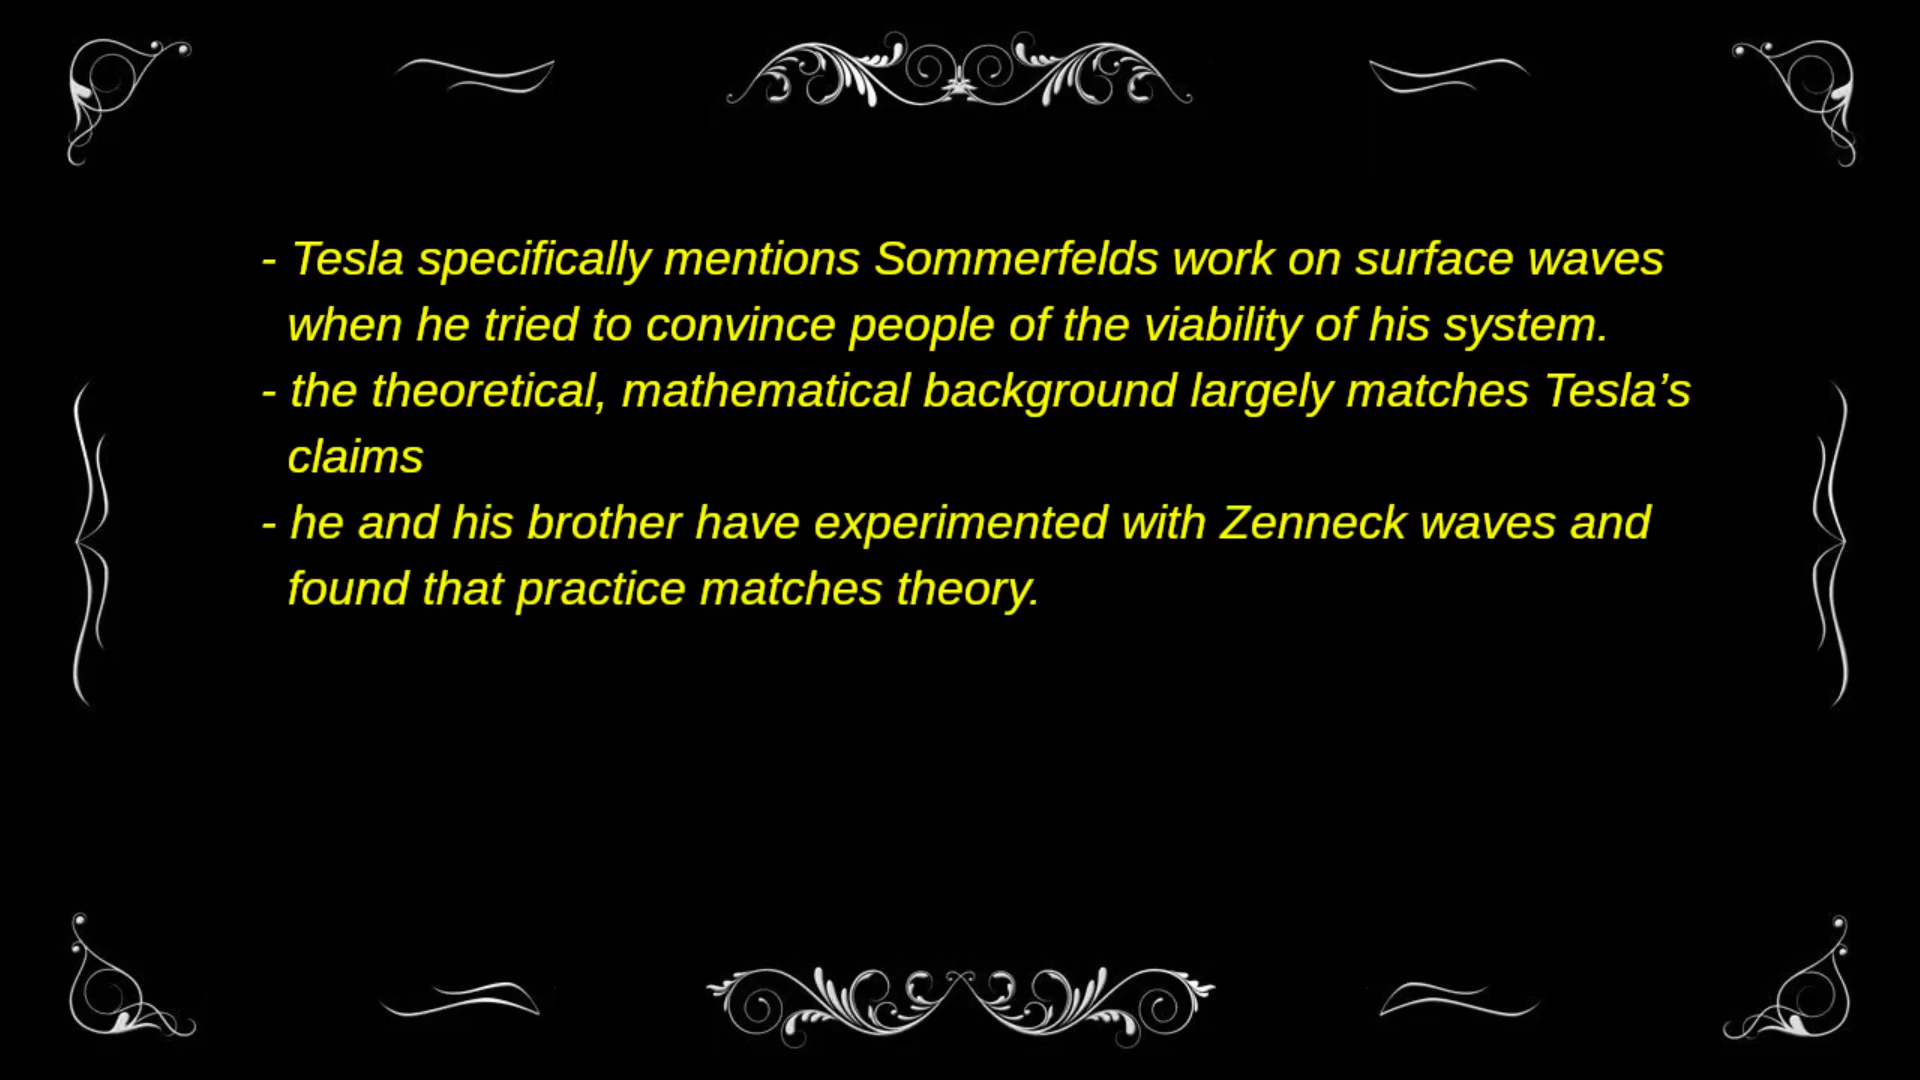 - Tesla specifically mentions Sommerfelds work on surface waves
when he tried to convince people of the viability of his system.
- the theoretical, mathematical background largely matches Tesla’s
claims
- he and his brother have experimented with Zenneck waves and
found that practice matches theory.